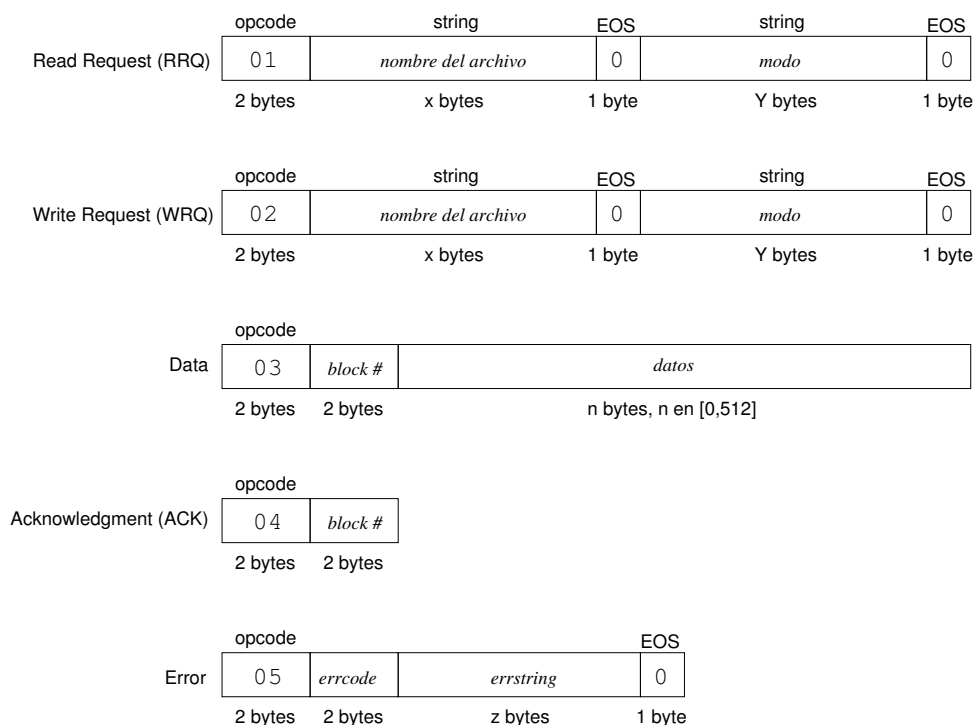 opcode string EOS string EOS
Read Request (RRQ) 01 nombre del archivo 0 modo 0
2 bytes x bytes 1 byte Y bytes 1 byte
opcode string EOS string EOS
Write Request (WRQ) 02 nombre del archivo 0 modo 0
2 bytes x bytes 1 byte Y bytes 1 byte
opcode
Data 03 block # datos
2 bytes 2 bytes n bytes, n en [0,512]
opcode
Acknowledgment (ACK) 04 block #
2 bytes 2 bytes
opcode EOS
Error 05 errcode errstring 0
2 bytes 2 bytes z bytes 1 byte